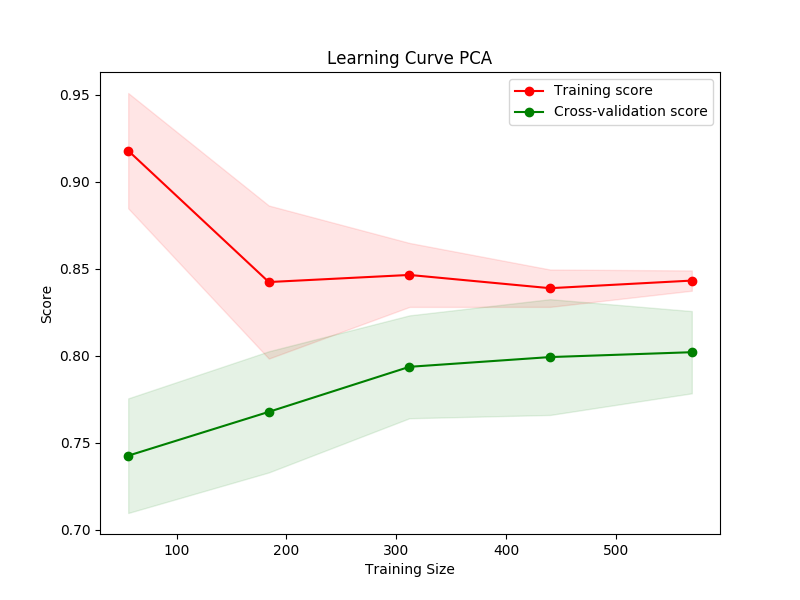 Learning Curve PCA
Training score
Cross-validation score
0.95
0.90
0.85
0.80
0.75
0.70
Score
100
200
300
400
500
Training Size